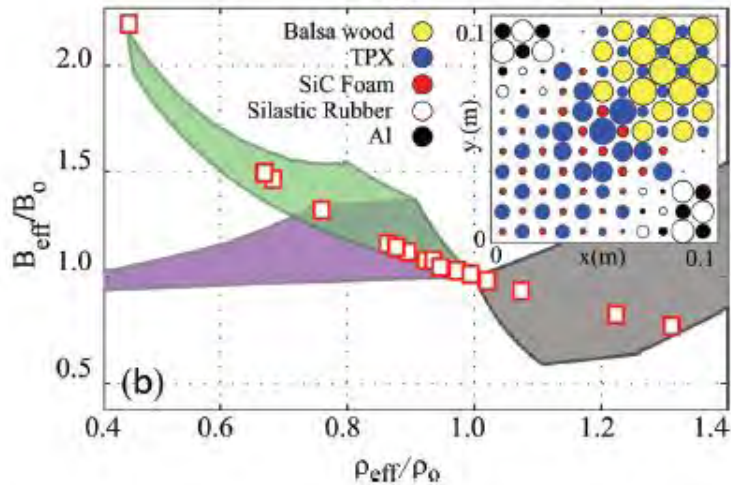 2.0
1.5
1.0
0.5
B_eff/B_o
(b)
0.4
0.6
0.8
1.0
1.2
1.4
ρ_eff/ρ_o
Balsa wood
TPX
SiC Foam
Silastic Rubber
Al
0.1
y (m)
0
0
x(m)
0.1